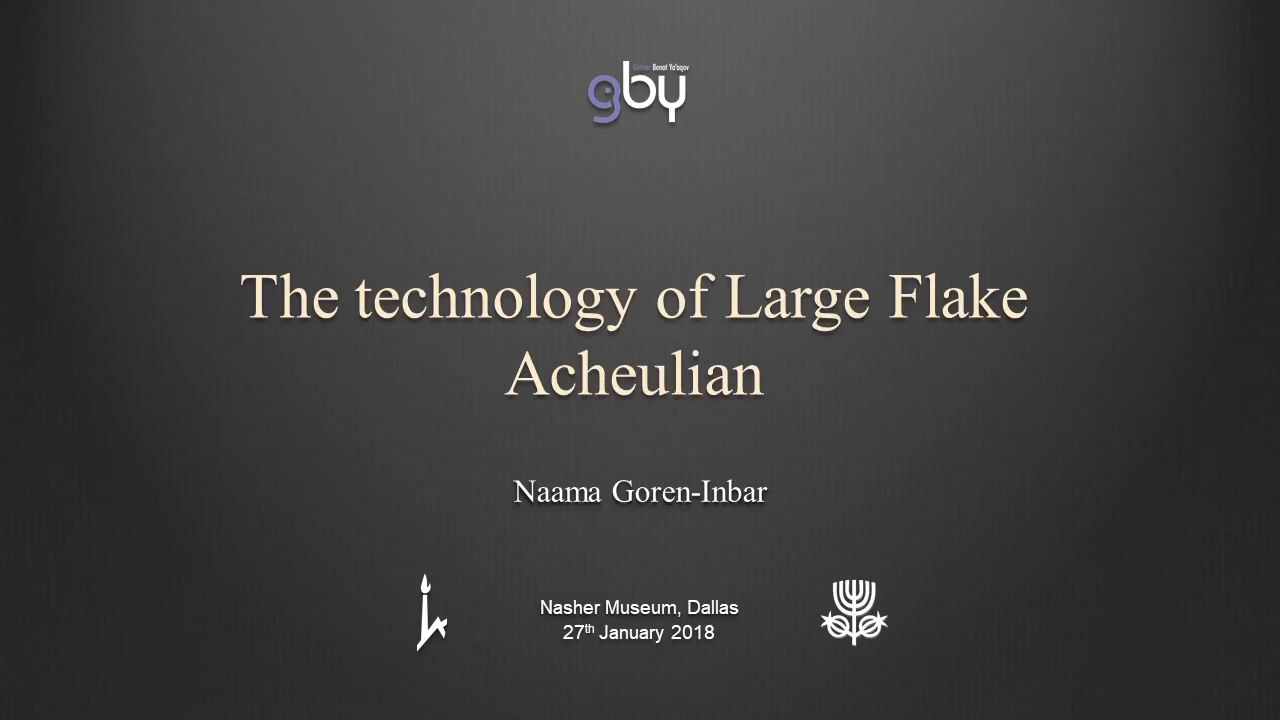 Gesher Benot Ya'aqov
gby
The technology of Large Flake
Acheulian
Naama Goren-Inbar
Nasher Museum, Dallas
27th January 2018